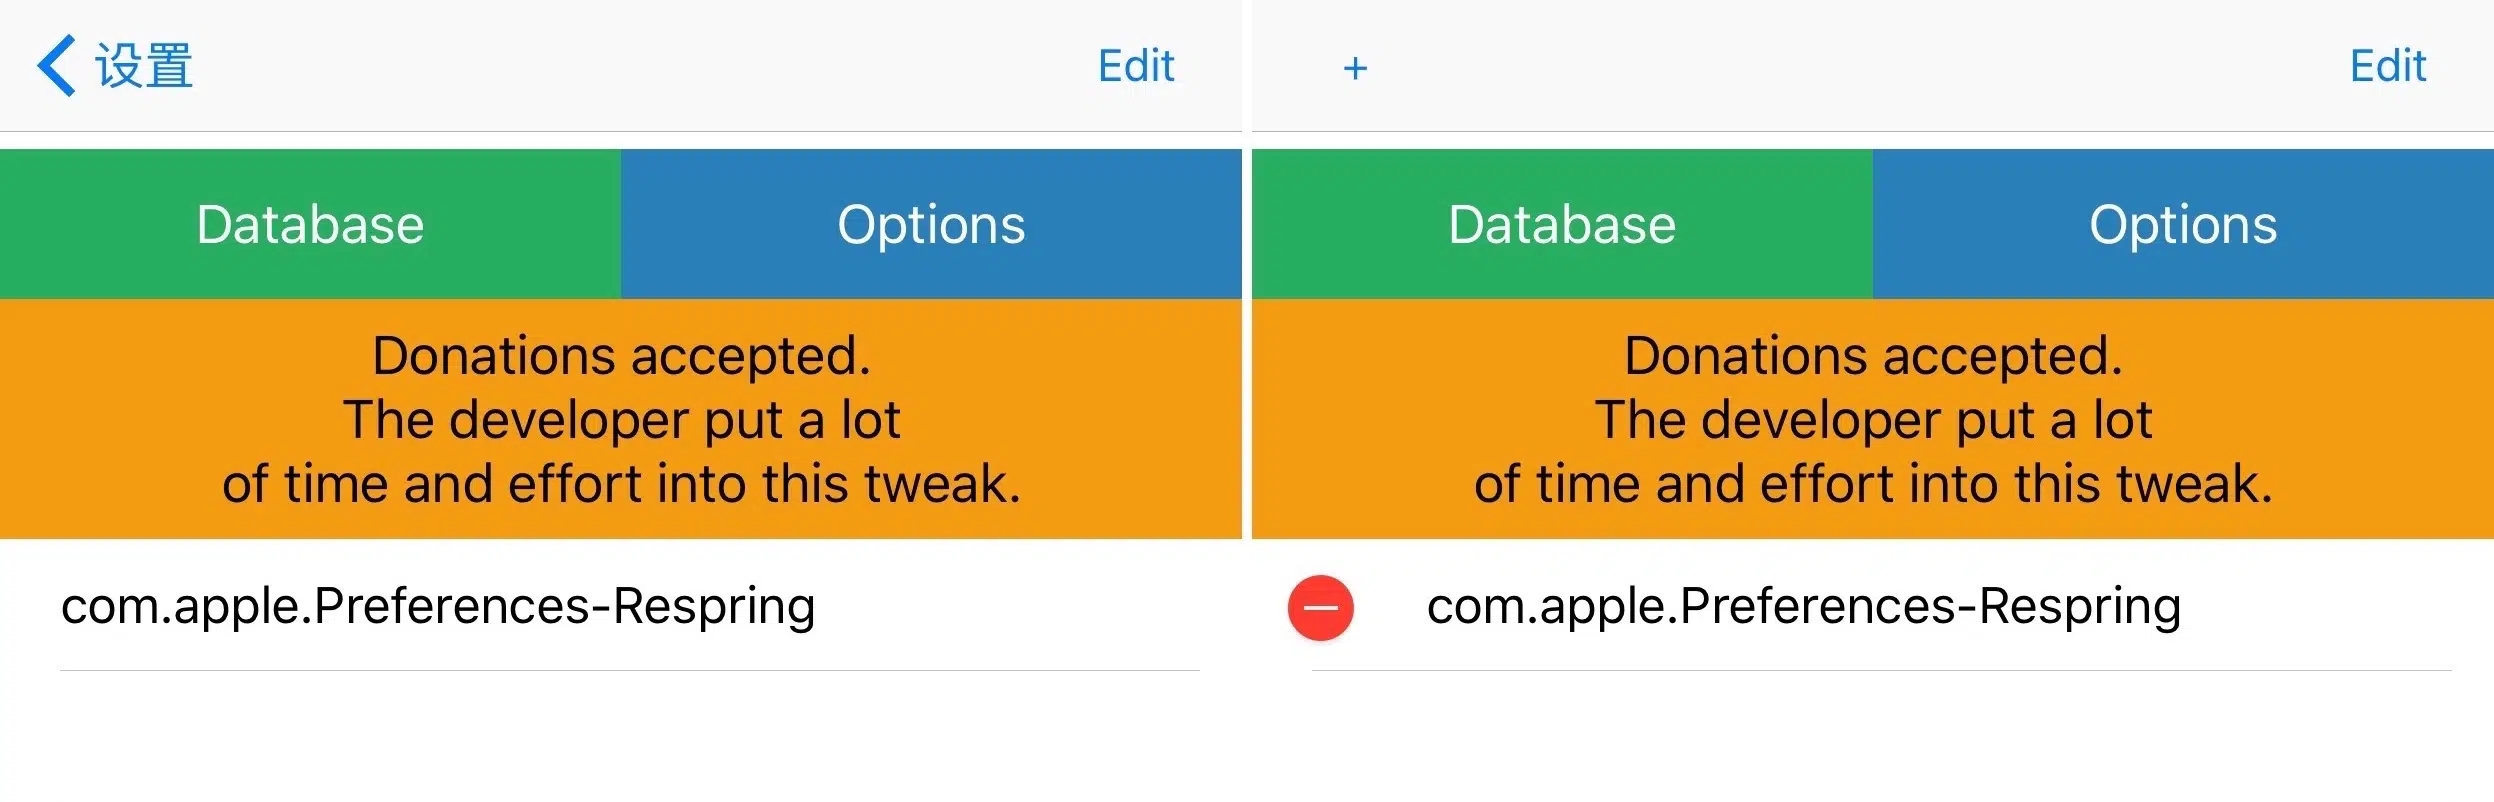 设置
Edit
Database
Options
Donations accepted.
The developer put a lot
of time and effort into this tweak.
com.apple.Preferences-Respring
+
Edit
Database
Options
Donations accepted.
The developer put a lot
of time and effort into this tweak.
com.apple.Preferences-Respring